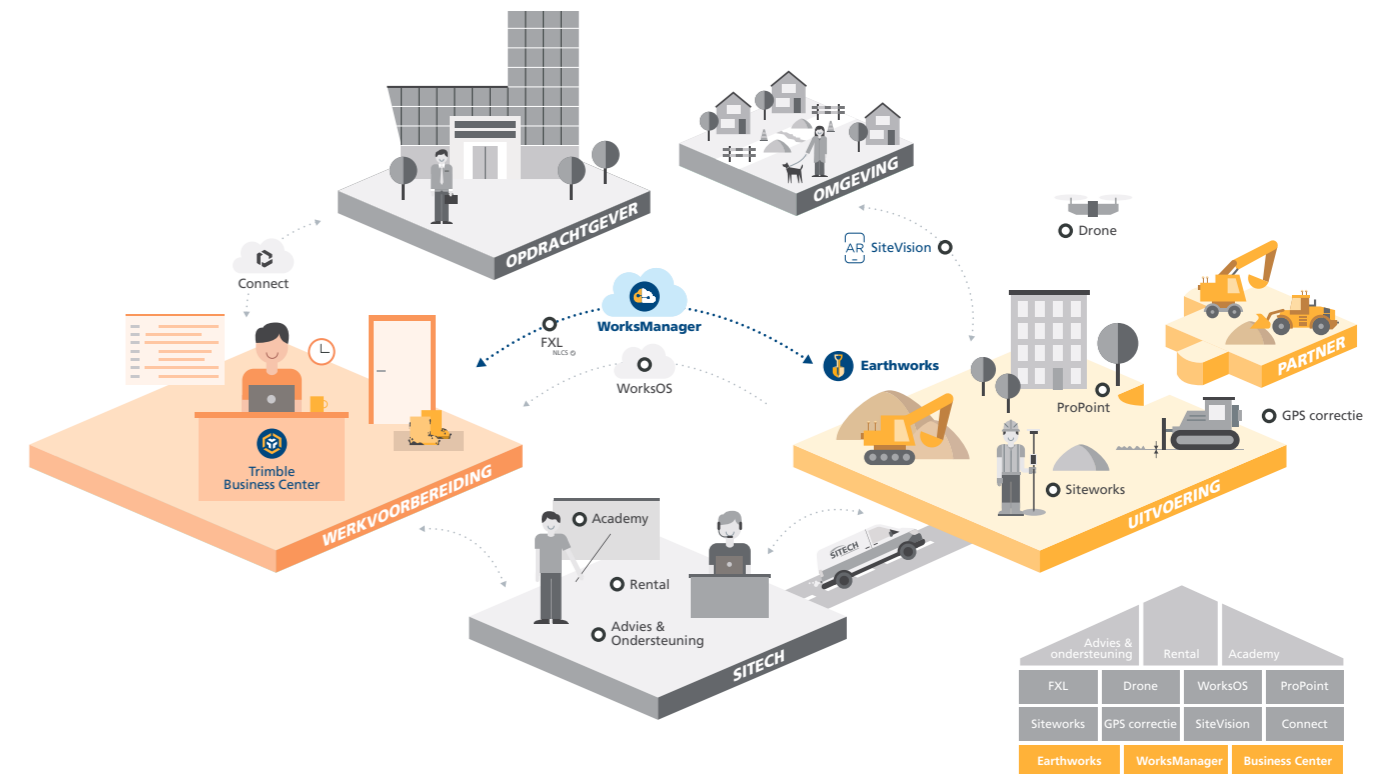 OPDRACHTGEVER
OMGEVING
Drone
AR SiteVision
Connect
WorksManager
FXL
NLCS
WorksOS
Earthworks
PARTNER
ProPoint
GPS correctie
Trimble
Business Center
WERKVOORBEREIDING
Siteworks
UITVOERING
Academy
SITECH
Rental
Advies &
Ondersteuning
SITECH
Advies &
ondersteuning
Rental
Academy
FXL
Drone
WorksOS
ProPoint
Siteworks
GPS correctie
SiteVision
Connect
Earthworks
WorksManager
Business Center